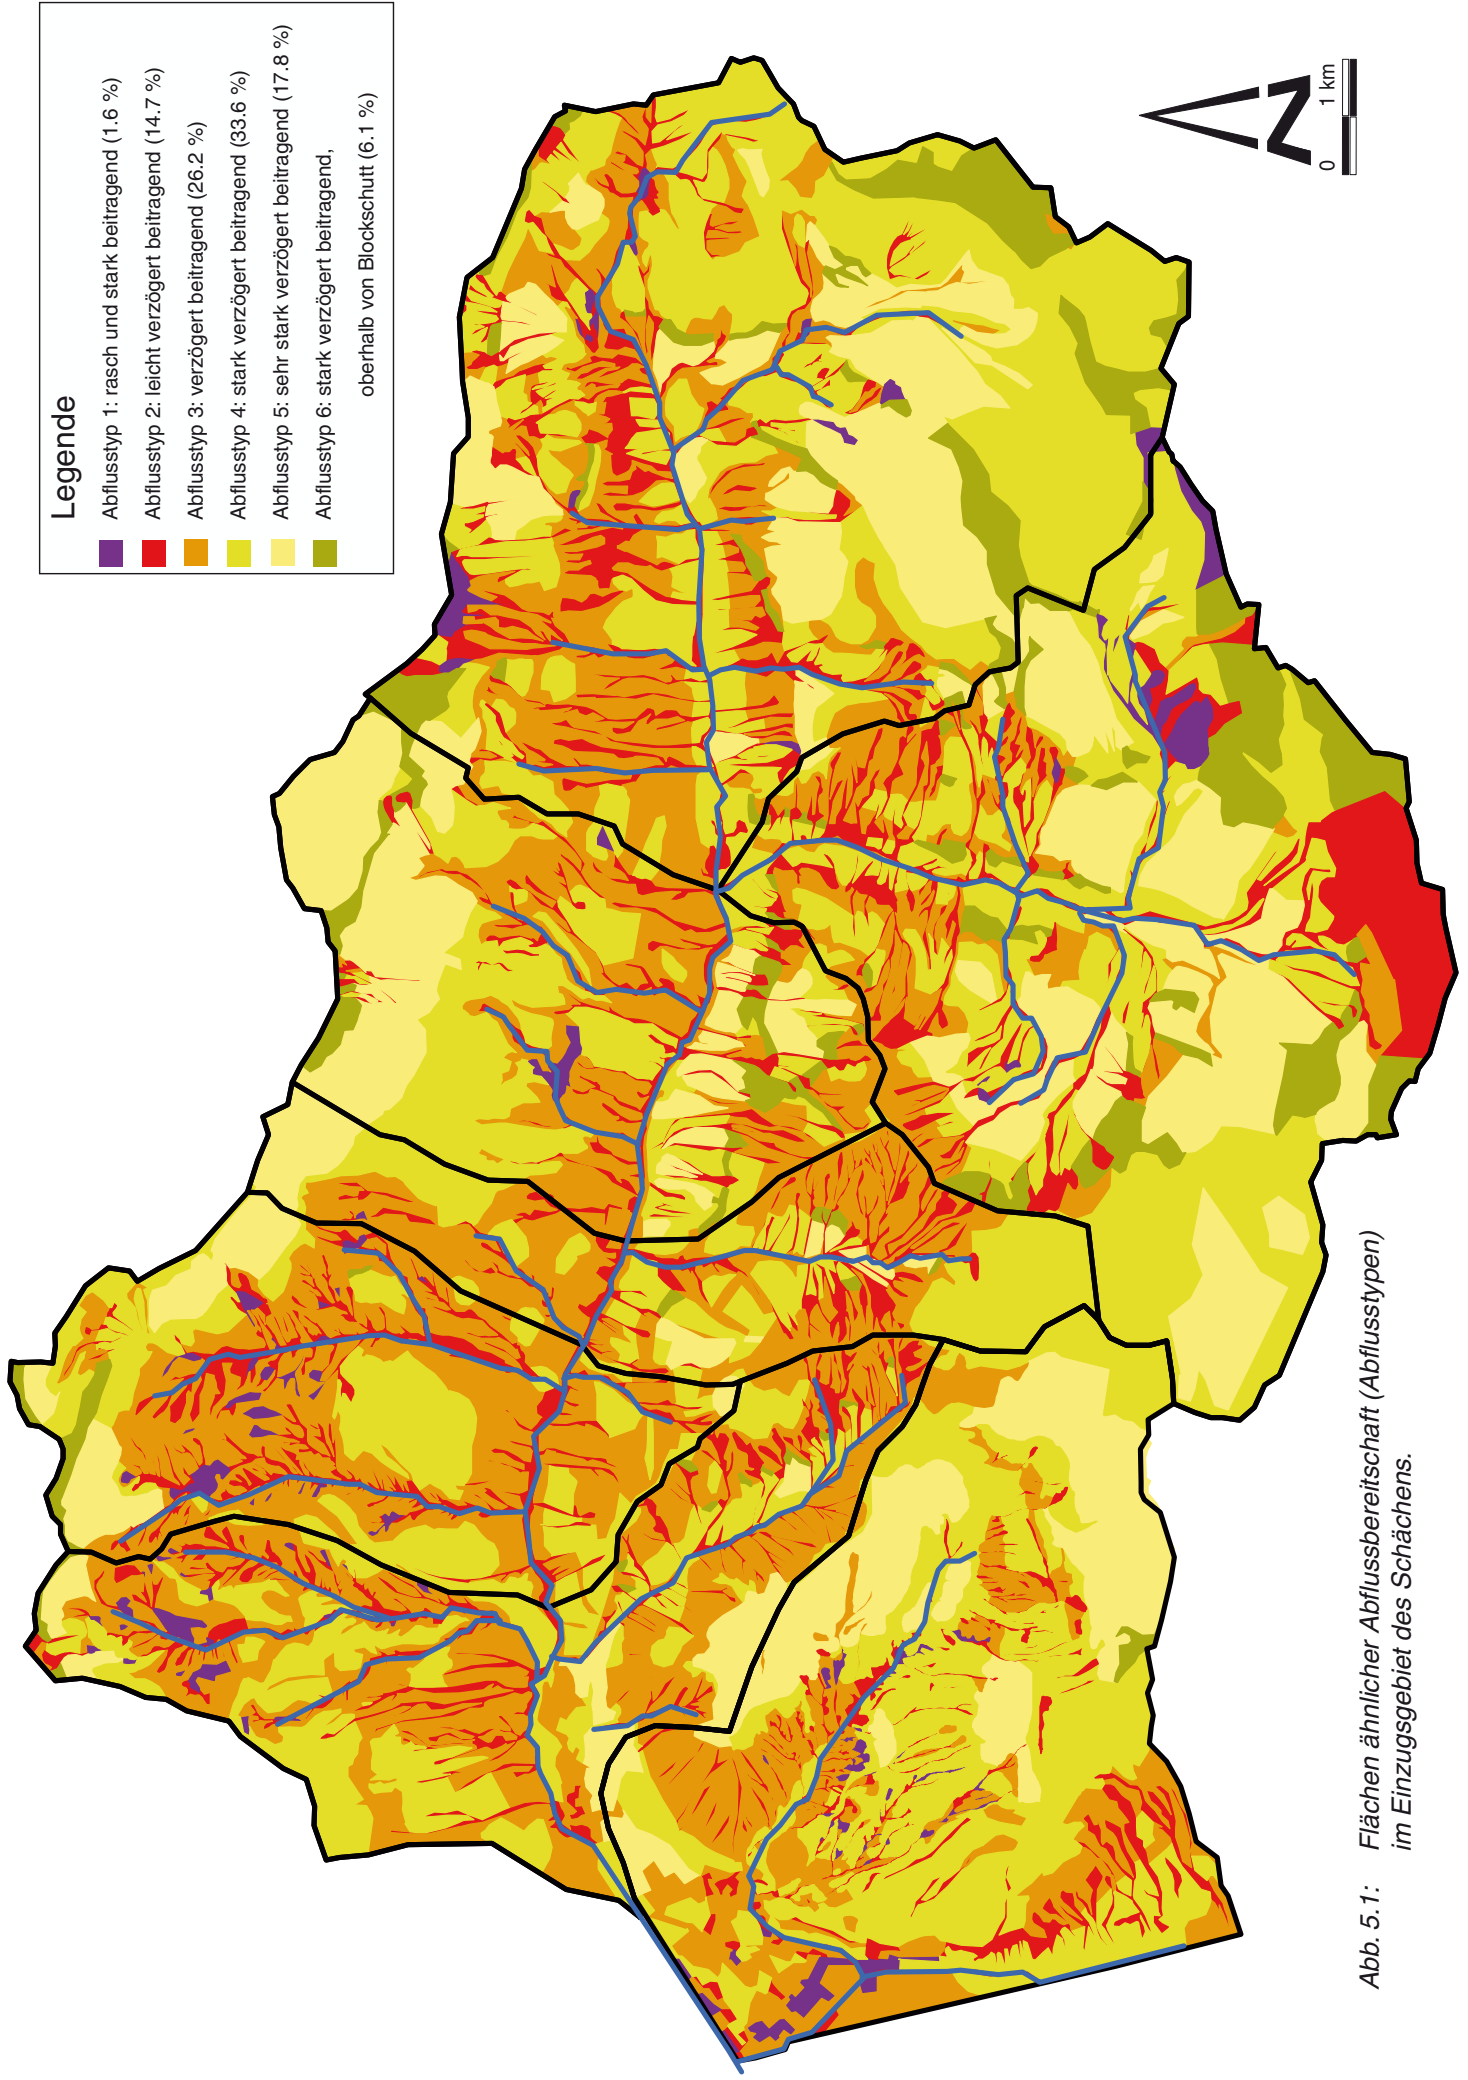 Legende
Abflusstyp 1: rasch und stark beitragend (1.6 %)
Abflusstyp 2: leicht verzögert beitragend (14.7 %)
Abflusstyp 3: verzögert beitragend (26.2 %)
Abflusstyp 4: stark verzögert beitragend (33.6 %)
Abflusstyp 5: sehr stark verzögert beitragend (17.8 %)
Abflusstyp 6: stark verzögert beitragend,
oberhalb von Blockschutt (6.1 %)
N
0 1 km
Abb. 5.1: Flächen ähnlicher Abflussbereitschaft (Abflusstypen)
im Einzugsgebiet des Schächens.